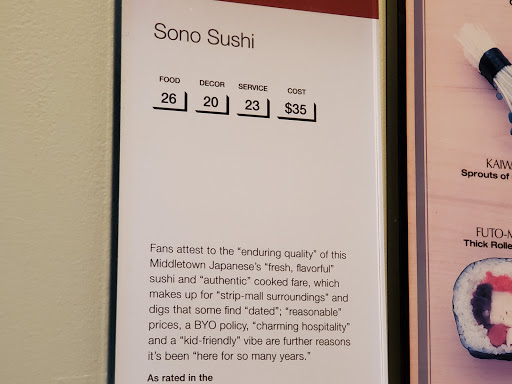 Sono Sushi
FOOD DECOR SERVICE COST
26 20 23 $35
Fans attest to the “enduring quality” of this
Middletown Japanese’s “fresh, flavorful”
sushi and “authentic” cooked fare, which
makes up for “strip-mall surroundings” and
digs that some find “dated”; “reasonable”
prices, a BYO policy, “charming hospitality”
and a “kid-friendly” vibe are further reasons
it’s been “here for so many years.”
As rated in the
KAIW
Sprouts of
FUTO-M
Thick Rolle